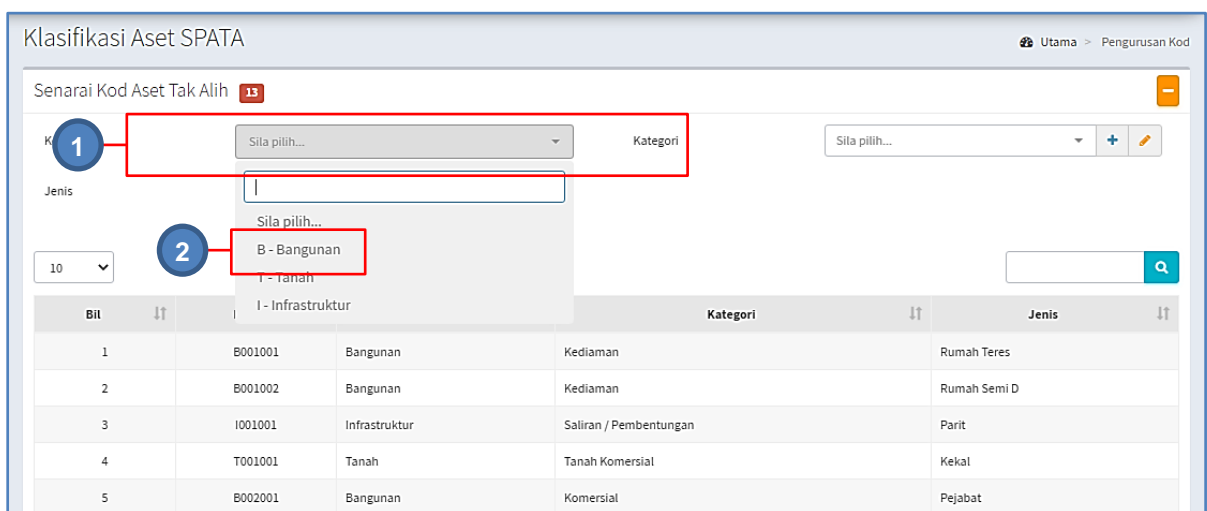 Klasifikasi Aset SPATA
Utama > Pengurusan Kod
Senarai Kod Aset Tak Alih 13
1 Sila pilih... Kategori Sila pilih...
Jenis
Sila pilih...
2 B - Bangunan
T - Tanah
I - Infrastruktur
10
Bil Kategori Jenis
1 B001001 Bangunan Kediaman Rumah Teres
2 B001002 Bangunan Kediaman Rumah Semi D
3 I001001 Infrastruktur Saliran / Pembentungan Parit
4 T001001 Tanah Tanah Komersial Kekal
5 B002001 Bangunan Komersial Pejabat